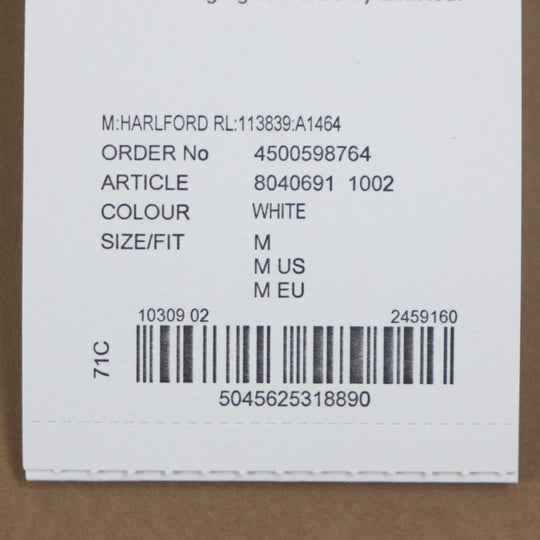 Limited.
M:HARLFORD RL:113839:A1464
ORDER No 4500598764
ARTICLE 8040691 1002
COLOUR WHITE
SIZE/FIT M
M US
M EU
10309 02 2459160
71C
5045625318890